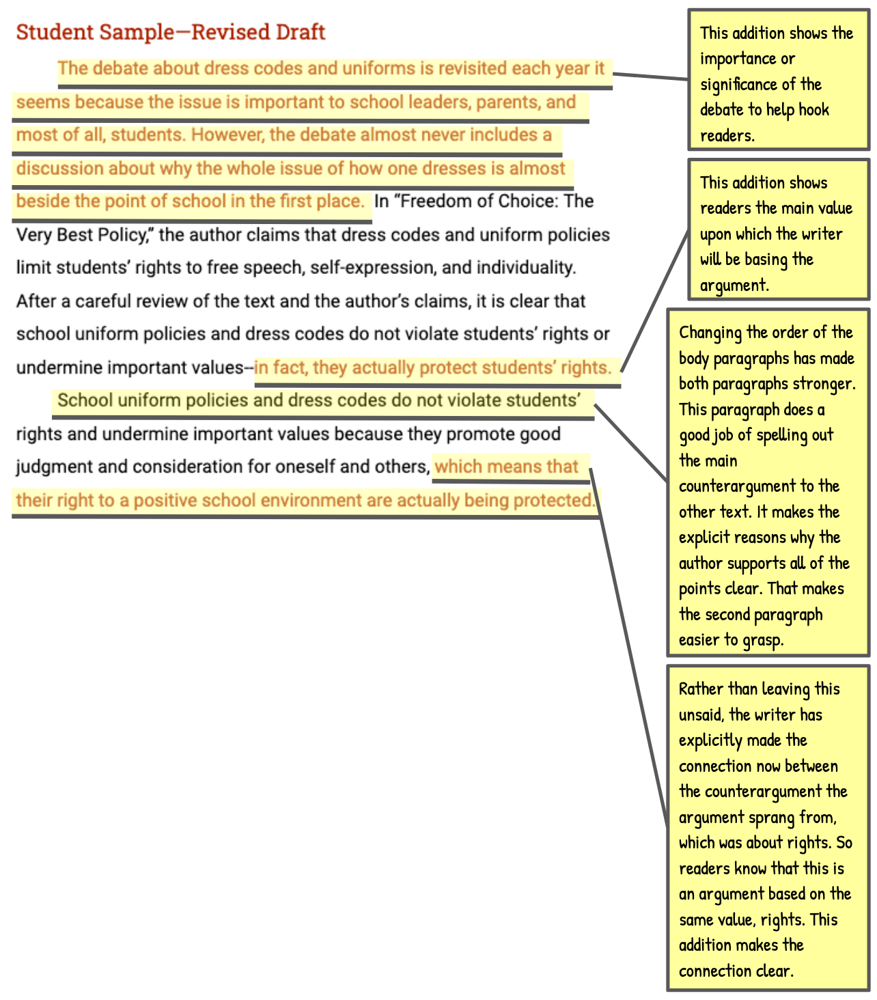 Student Sample—Revised Draft
The debate about dress codes and uniforms is revisited each year it
seems because the issue is important to school leaders, parents, and
most of all, students. However, the debate almost never includes a
discussion about why the whole issue of how one dresses is almost
beside the point of school in the first place. In “Freedom of Choice: The
Very Best Policy,” the author claims that dress codes and uniform policies
limit students’ rights to free speech, self-expression, and individuality.
After a careful review of the text and the author’s claims, it is clear that
school uniform policies and dress codes do not violate students’ rights or
undermine important values--in fact, they actually protect students’ rights.
School uniform policies and dress codes do not violate students’
rights and undermine important values because they promote good
judgment and consideration for oneself and others, which means that
their right to a positive school environment are actually being protected.
This addition shows the
importance or
significance of the
debate to help hook
readers.
This addition shows
readers the main value
upon which the writer
will be basing the
argument.
Changing the order of the
body paragraphs has made
both paragraphs stronger.
This paragraph does a
good job of spelling out
the main
counterargument to the
other text. It makes the
explicit reasons why the
author supports all of the
points clear. That makes
the second paragraph
easier to grasp.
Rather than leaving this
unsaid, the writer has
explicitly made the
connection now between
the counterargument the
argument sprang from,
which was about rights. So
readers know that this is
an argument based on the
same value, rights. This
addition makes the
connection clear.